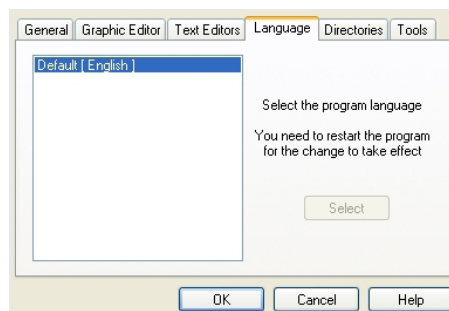 General Graphic Editor Text Editors Language Directories Tools
Default [ English ]
Select the program language
You need to restart the program
for the change to take effect
Select
OK Cancel Help